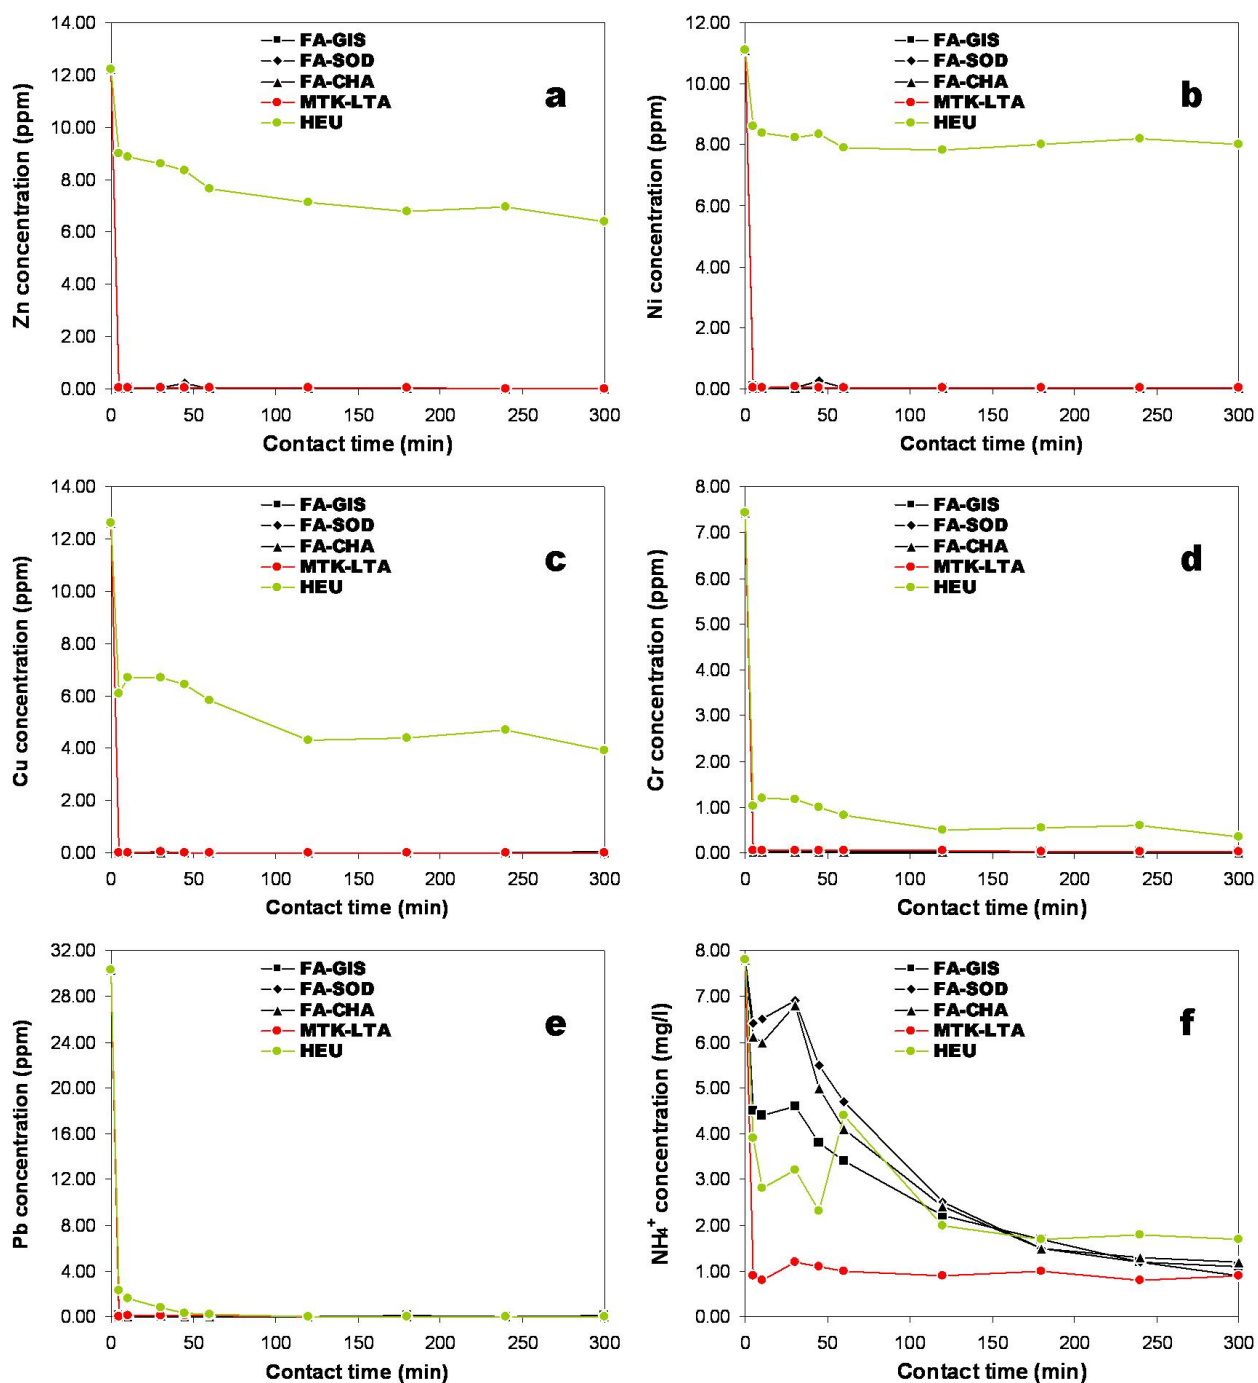 14.00
12.00
10.00
8.00
6.00
4.00
2.00
0.00
0 50 100 150 200 250 300
Zn concentration (ppm)
Contact time (min)
FA-GIS
FA-SOD
FA-CHA
MTK-LTA
HEU
a
12.00
10.00
8.00
6.00
4.00
2.00
0.00
0 50 100 150 200 250 300
Ni concentration (ppm)
Contact time (min)
FA-GIS
FA-SOD
FA-CHA
MTK-LTA
HEU
b
14.00
12.00
10.00
8.00
6.00
4.00
2.00
0.00
0 50 100 150 200 250 300
Cu concentration (ppm)
Contact time (min)
FA-GIS
FA-SOD
FA-CHA
MTK-LTA
HEU
c
8.00
7.00
6.00
5.00
4.00
3.00
2.00
1.00
0.00
0 50 100 150 200 250 300
Cr concentration (ppm)
Contact time (min)
FA-GIS
FA-SOD
FA-CHA
MTK-LTA
HEU
d
32.00
28.00
24.00
20.00
16.00
12.00
8.00
4.00
0.00
0 50 100 150 200 250 300
Pb concentration (ppm)
Contact time (min)
FA-GIS
FA-SOD
FA-CHA
MTK-LTA
HEU
e
8.00
7.00
6.00
5.00
4.00
3.00
2.00
1.00
0.00
0 50 100 150 200 250 300
NH₄⁺ concentration (mg/l)
Contact time (min)
FA-GIS
FA-SOD
FA-CHA
MTK-LTA
HEU
f